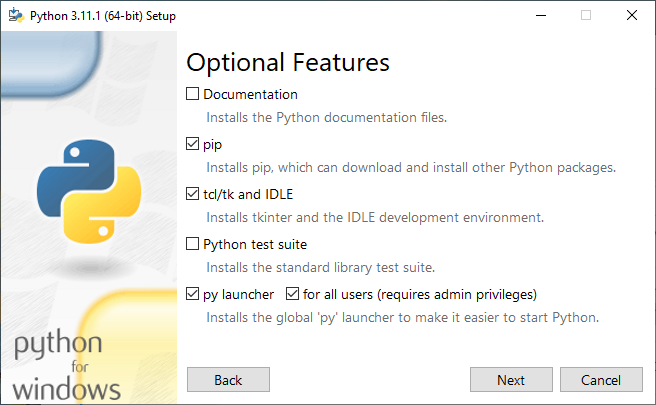 Python 3.11.1 (64-bit) Setup
Optional Features
Documentation
Installs the Python documentation files.
pip
Installs pip, which can download and install other Python packages.
tcl/tk and IDLE
Installs tkinter and the IDLE development environment.
Python test suite
Installs the standard library test suite.
py launcher for all users (requires admin privileges)
Installs the global 'py' launcher to make it easier to start Python.
python
for
windows
Back Next Cancel